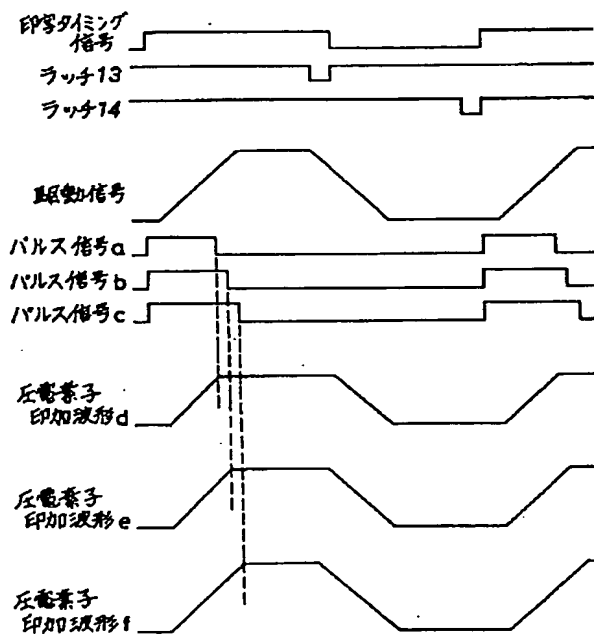 印字タイミング
信号
ラッチ13
ラッチ14
駆動信号
パルス信号a
パルス信号b
パルス信号c
圧電素子
印加波形d
圧電素子
印加波形e
圧電素子
印加波形f